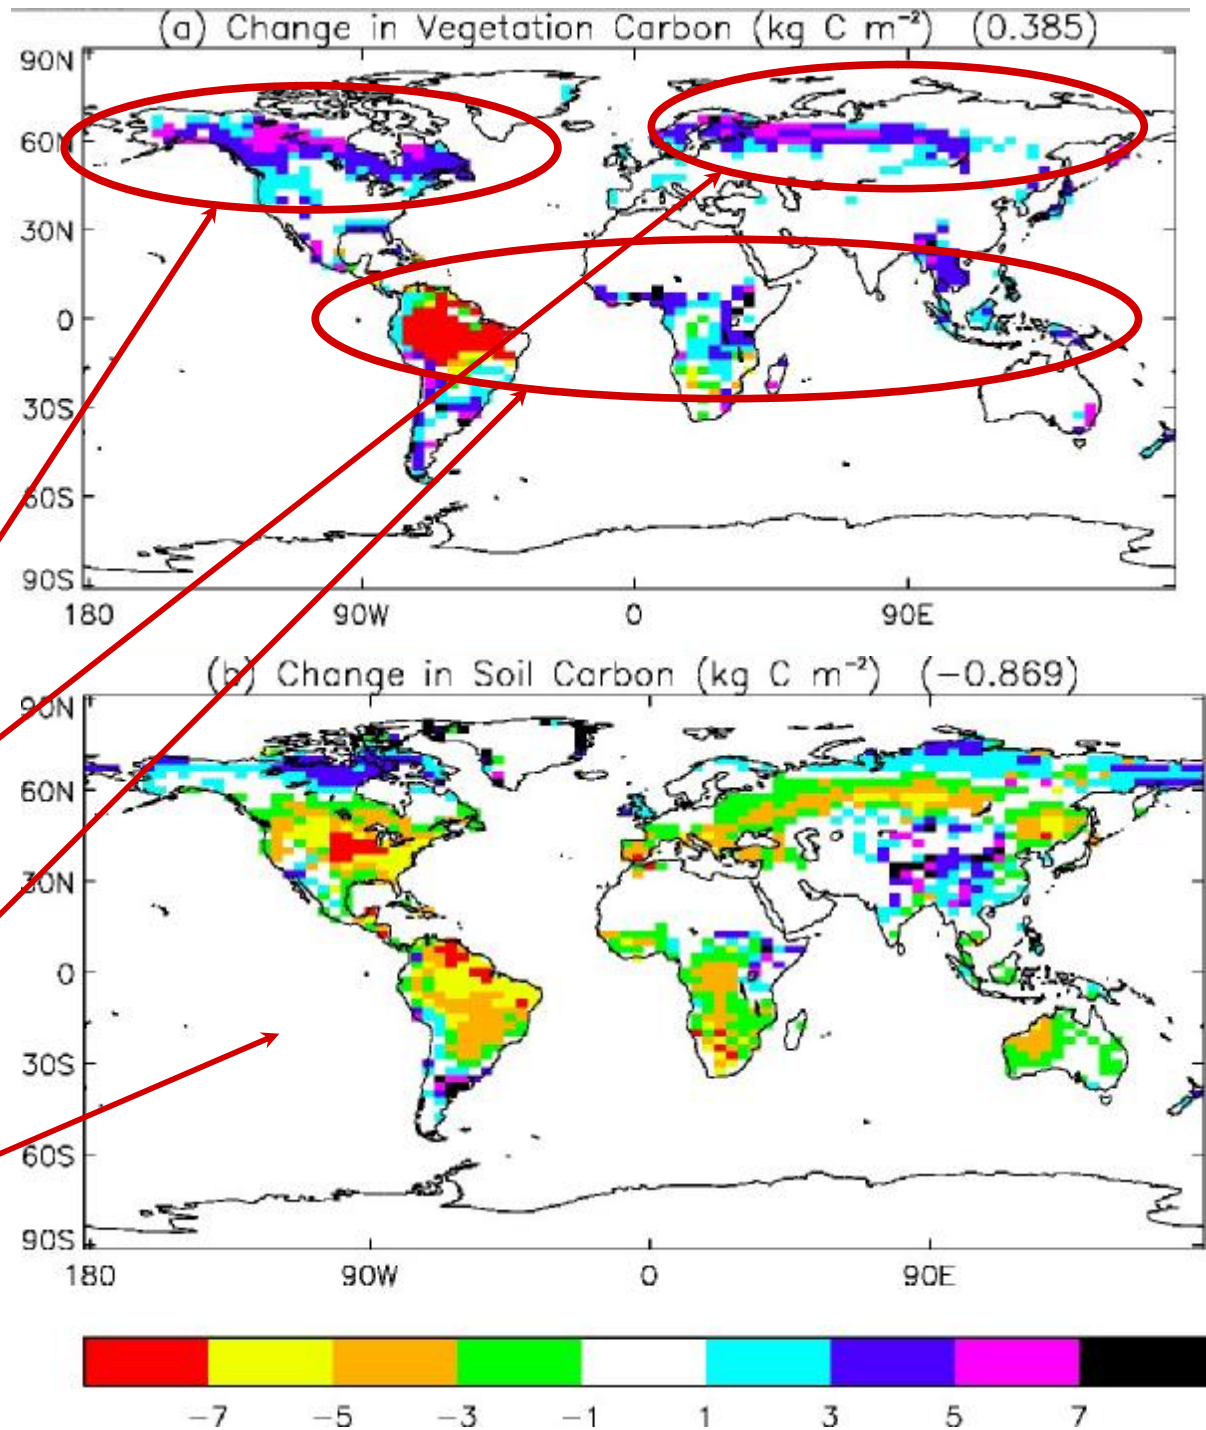 (a) Change in Vegetation Carbon (kg C m⁻²) (0.385)
90N
60N
30N
0
30S
60S
90S
180 90W 0 90E
(b) Change in Soil Carbon (kg C m⁻²) (−0.869)
90N
60N
30N
0
30S
60S
90S
180 90W 0 90E
−7 −5 −3 −1 1 3 5 7